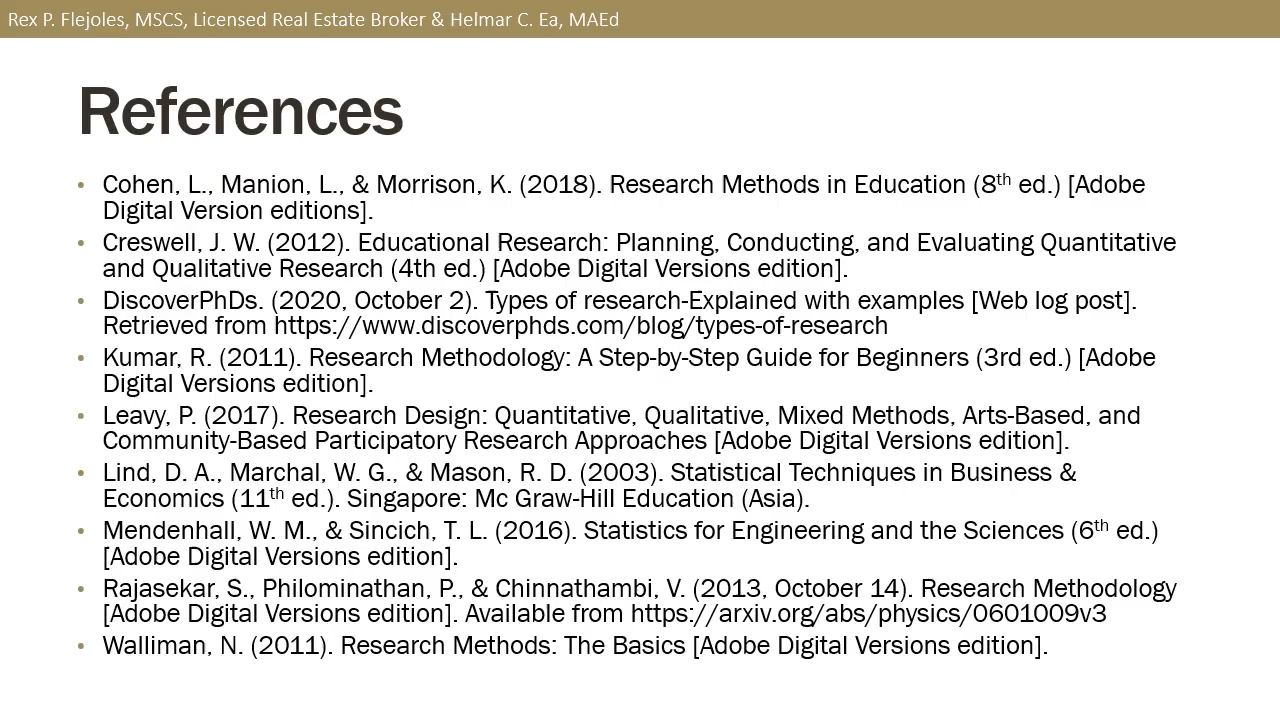 Rex P. Flejoles, MSCS, Licensed Real Estate Broker & Helmar C. Ea, MAEd
References
• Cohen, L., Manion, L., & Morrison, K. (2018). Research Methods in Education (8th ed.) [Adobe
Digital Version editions].
• Creswell, J. W. (2012). Educational Research: Planning, Conducting, and Evaluating Quantitative
and Qualitative Research (4th ed.) [Adobe Digital Versions edition].
• DiscoverPhDs. (2020, October 2). Types of research-Explained with examples [Web log post].
Retrieved from https://www.discoverphds.com/blog/types-of-research
• Kumar, R. (2011). Research Methodology: A Step-by-Step Guide for Beginners (3rd ed.) [Adobe
Digital Versions edition].
• Leavy, P. (2017). Research Design: Quantitative, Qualitative, Mixed Methods, Arts-Based, and
Community-Based Participatory Research Approaches [Adobe Digital Versions edition].
• Lind, D. A., Marchal, W. G., & Mason, R. D. (2003). Statistical Techniques in Business &
Economics (11th ed.). Singapore: Mc Graw-Hill Education (Asia).
• Mendenhall, W. M., & Sincich, T. L. (2016). Statistics for Engineering and the Sciences (6th ed.)
[Adobe Digital Versions edition].
• Rajasekar, S., Philominathan, P., & Chinnathambi, V. (2013, October 14). Research Methodology
[Adobe Digital Versions edition]. Available from https://arxiv.org/abs/physics/0601009v3
• Walliman, N. (2011). Research Methods: The Basics [Adobe Digital Versions edition].